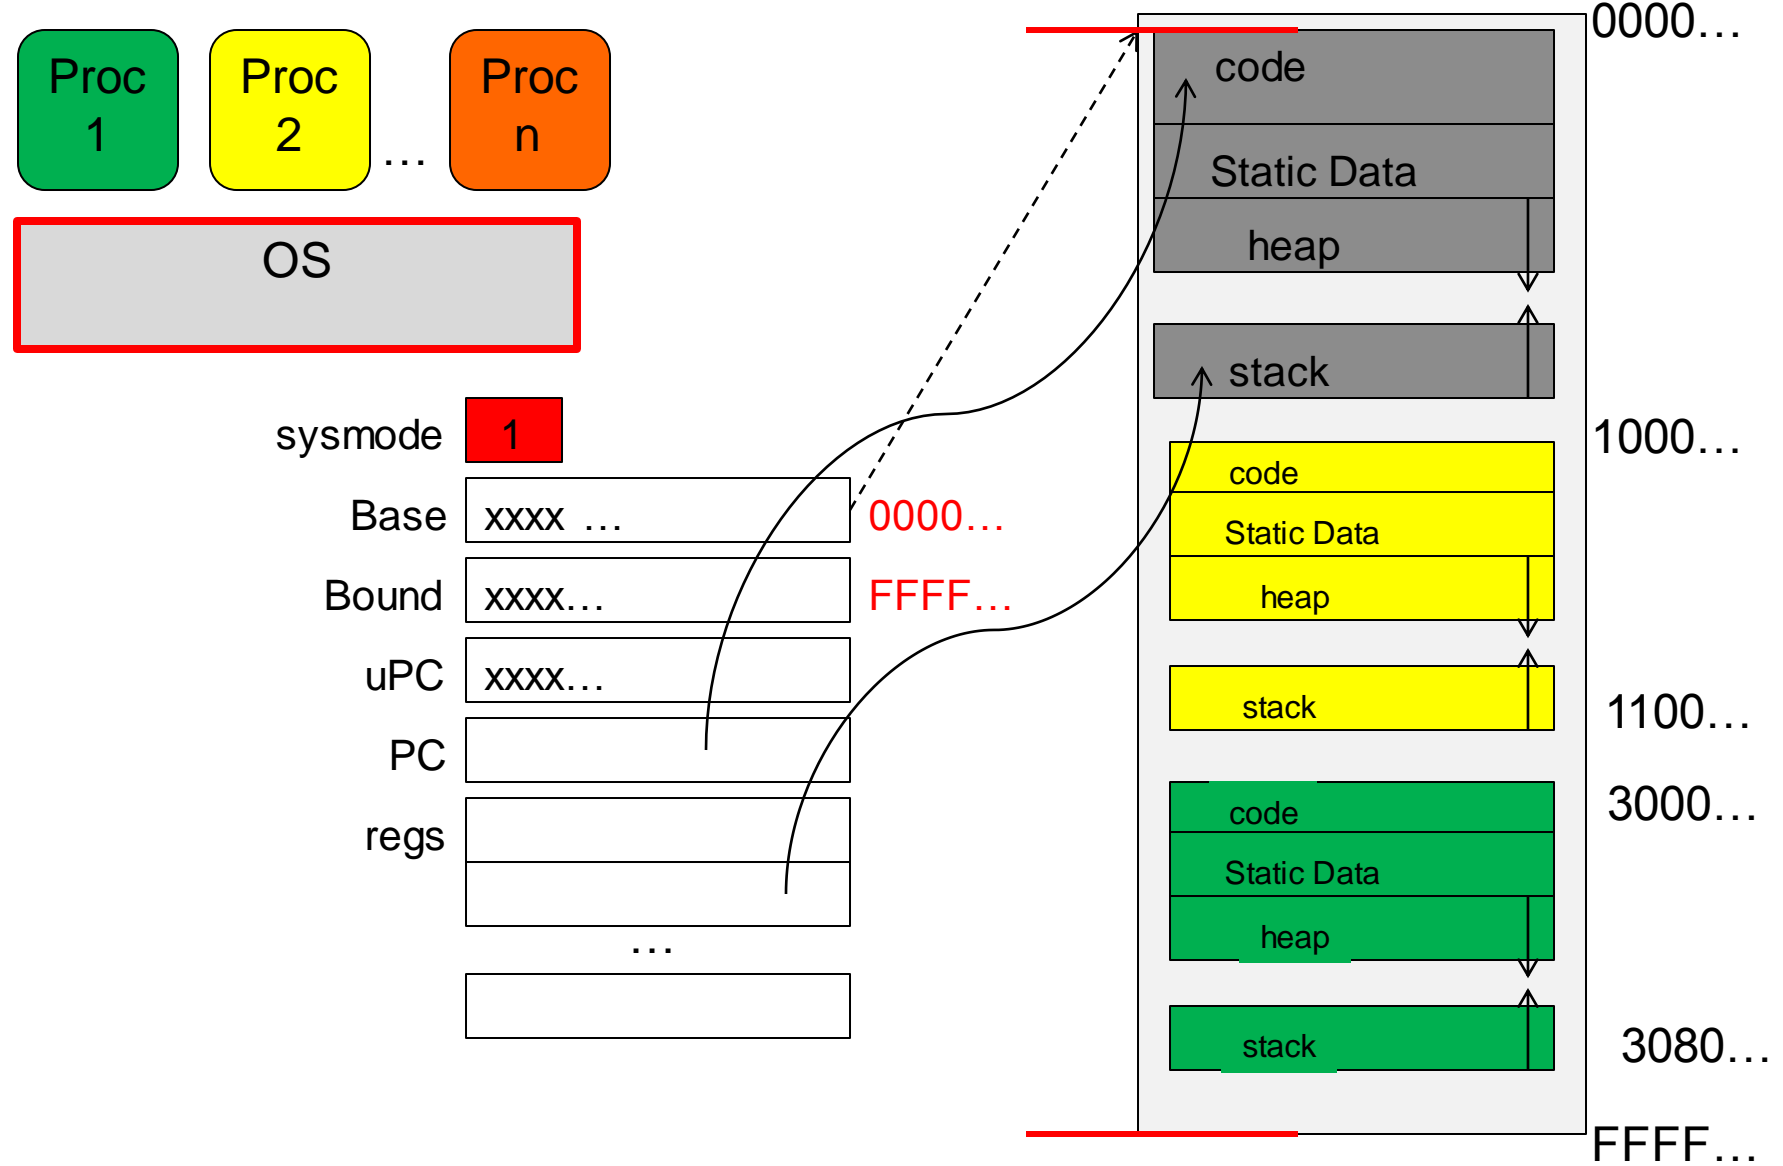 Proc
1
Proc
2
…
Proc
n
OS
sysmode 1
Base xxxx … 0000…
Bound xxxx… FFFF…
uPC xxxx…
PC
regs
…
0000…
code
Static Data
heap
stack
1000…
code
Static Data
heap
stack
1100…
3000…
code
Static Data
heap
stack
3080…
FFFF…